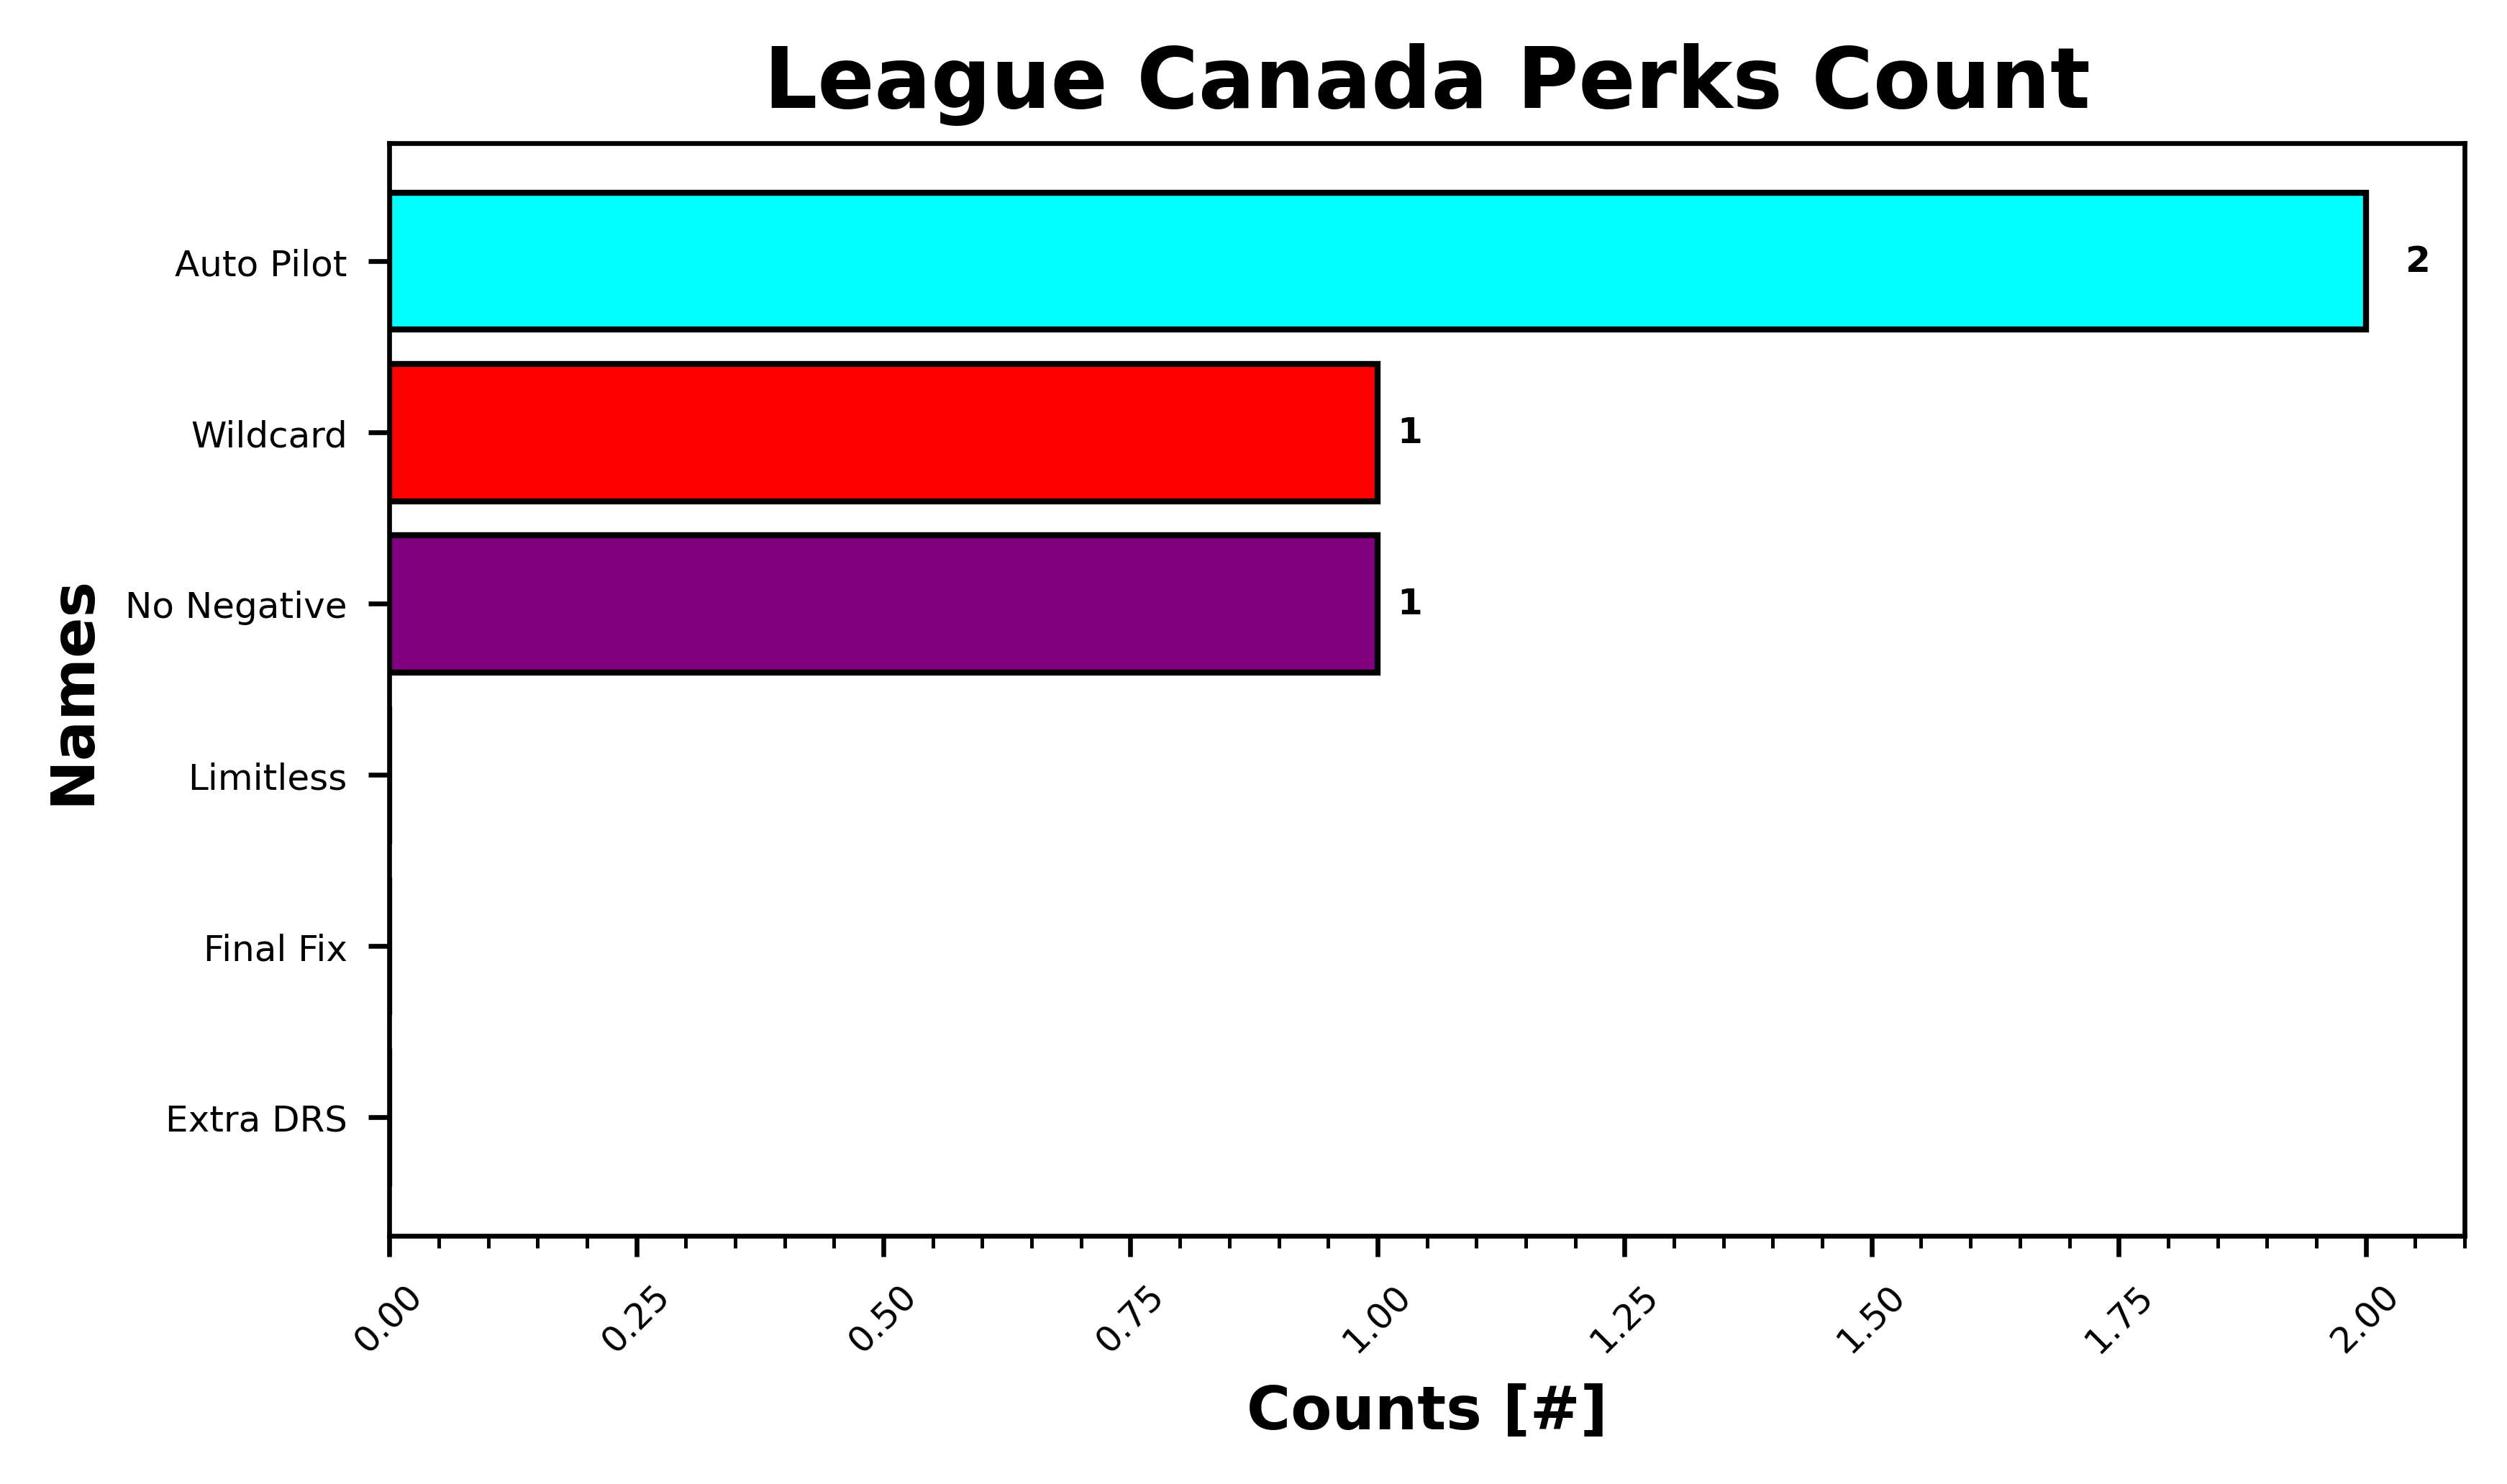 League Canada Perks Count
Auto Pilot
2
Wildcard
1
No Negative
1
Names
Limitless
Final Fix
Extra DRS
0.00 0.25 0.50 0.75 1.00 1.25 1.50 1.75 2.00
Counts [#]